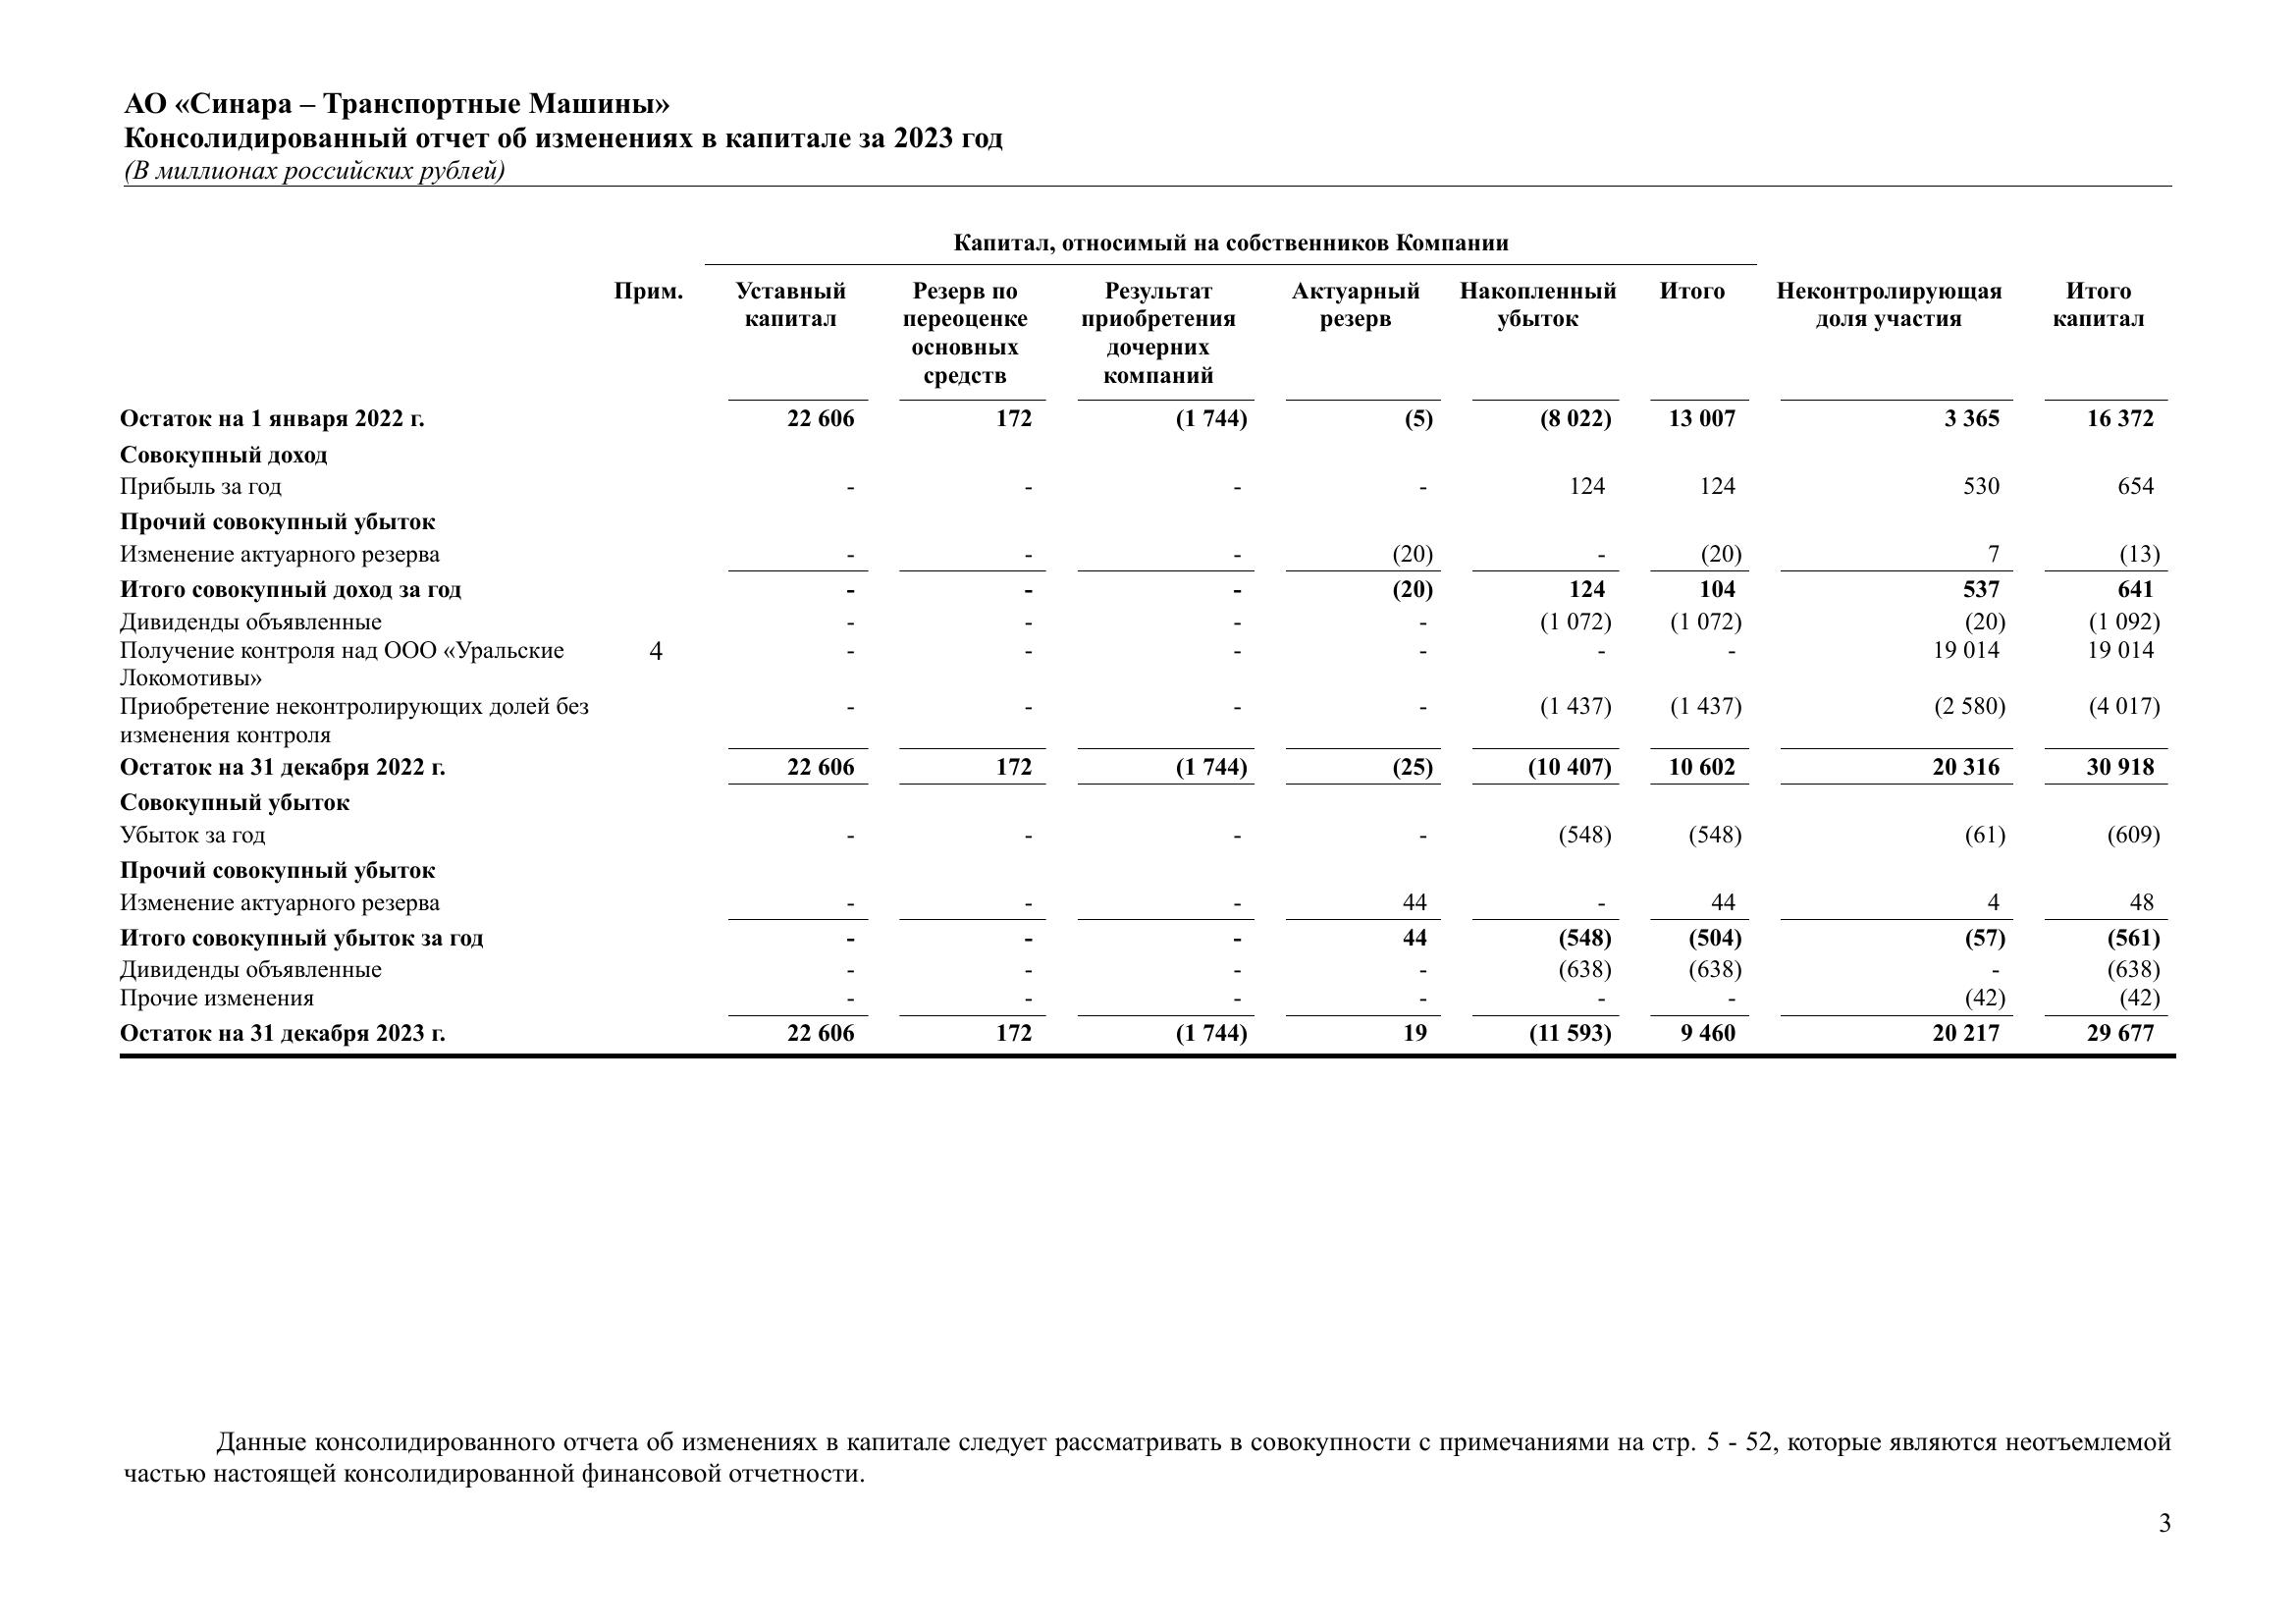 АО «Синара – Транспортные Машины»
Консолидированный отчет об изменениях в капитале за 2023 год
(В миллионах российских рублей)
Капитал, относимый на собственников Компании
Прим. Уставный капитал Резерв по переоценке основных средств Результат приобретения дочерних компаний Актуарный резерв Накопленный убыток Итого Неконтролирующая доля участия Итого капитал
Остаток на 1 января 2022 г. 22 606 172 (1 744) (5) (8 022) 13 007 3 365 16 372
Совокупный доход
Прибыль за год - - - - 124 124 530 654
Прочий совокупный убыток
Изменение актуарного резерва - - - (20) - (20) 7 (13)
Итого совокупный доход за год - - - (20) 124 104 537 641
Дивиденды объявленные - - - - (1 072) (1 072) (20) (1 092)
Получение контроля над ООО «Уральские 4 - - - - - - 19 014 19 014
Локомотивы»
Приобретение неконтролирующих долей без - - - - (1 437) (1 437) (2 580) (4 017)
изменения контроля
Остаток на 31 декабря 2022 г. 22 606 172 (1 744) (25) (10 407) 10 602 20 316 30 918
Совокупный убыток
Убыток за год - - - - (548) (548) (61) (609)
Прочий совокупный убыток
Изменение актуарного резерва - - - 44 - 44 4 48
Итого совокупный убыток за год - - - 44 (548) (504) (57) (561)
Дивиденды объявленные - - - - (638) (638) - (638)
Прочие изменения - - - - - - (42) (42)
Остаток на 31 декабря 2023 г. 22 606 172 (1 744) 19 (11 593) 9 460 20 217 29 677
Данные консолидированного отчета об изменениях в капитале следует рассматривать в совокупности с примечаниями на стр. 5 - 52, которые являются неотъемлемой
частью настоящей консолидированной финансовой отчетности.
3